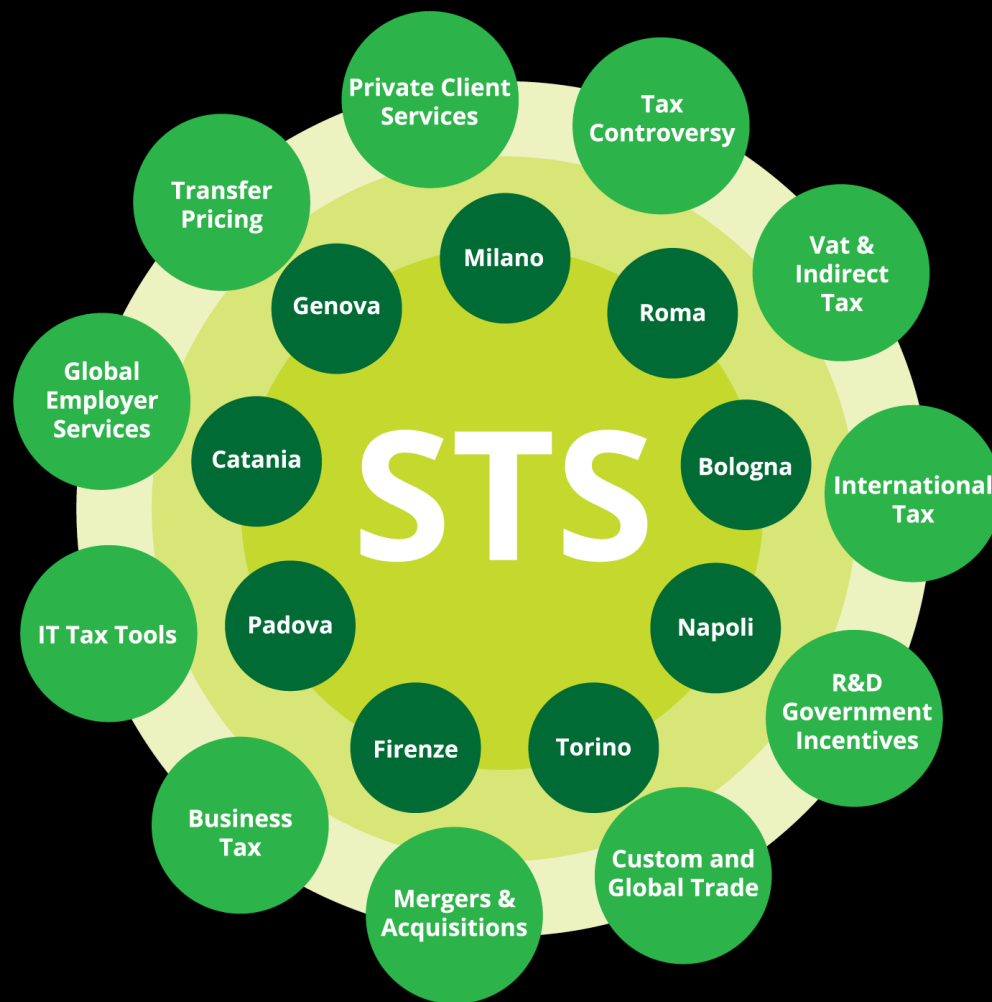 Private Client
Services
Tax
Controversy
Vat &
Indirect
Tax
International
Tax
R&D
Government
Incentives
Custom and
Global Trade
Mergers &
Acquisitions
Business
Tax
IT Tax Tools
Global
Employer
Services
Transfer
Pricing
Milano
Roma
Bologna
Napoli
Torino
Firenze
Padova
Catania
Genova
STS